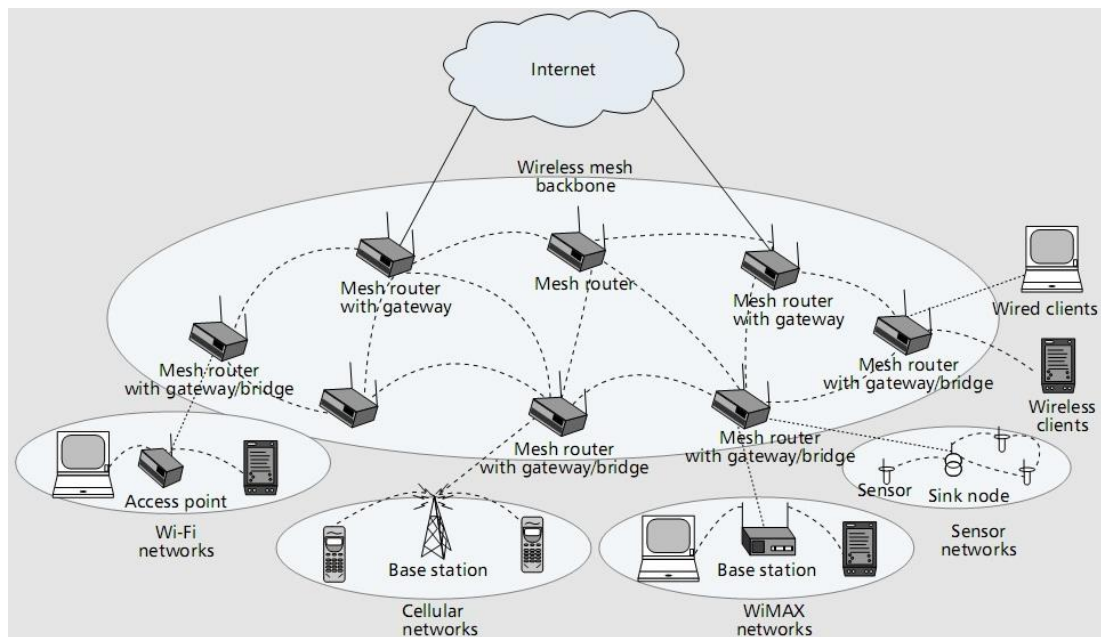 Internet
Wireless mesh
backbone
Mesh router
with gateway
Mesh router
Mesh router
with gateway
Wired clients
Mesh router
with gateway/bridge
Mesh router
with gateway/bridge
Wireless
clients
Mesh router
with gateway/bridge
Mesh router
with gateway/bridge
Access point
Wi-Fi
networks
Sensor
Sink node
Sensor
networks
Base station
Cellular
networks
Base station
WiMAX
networks